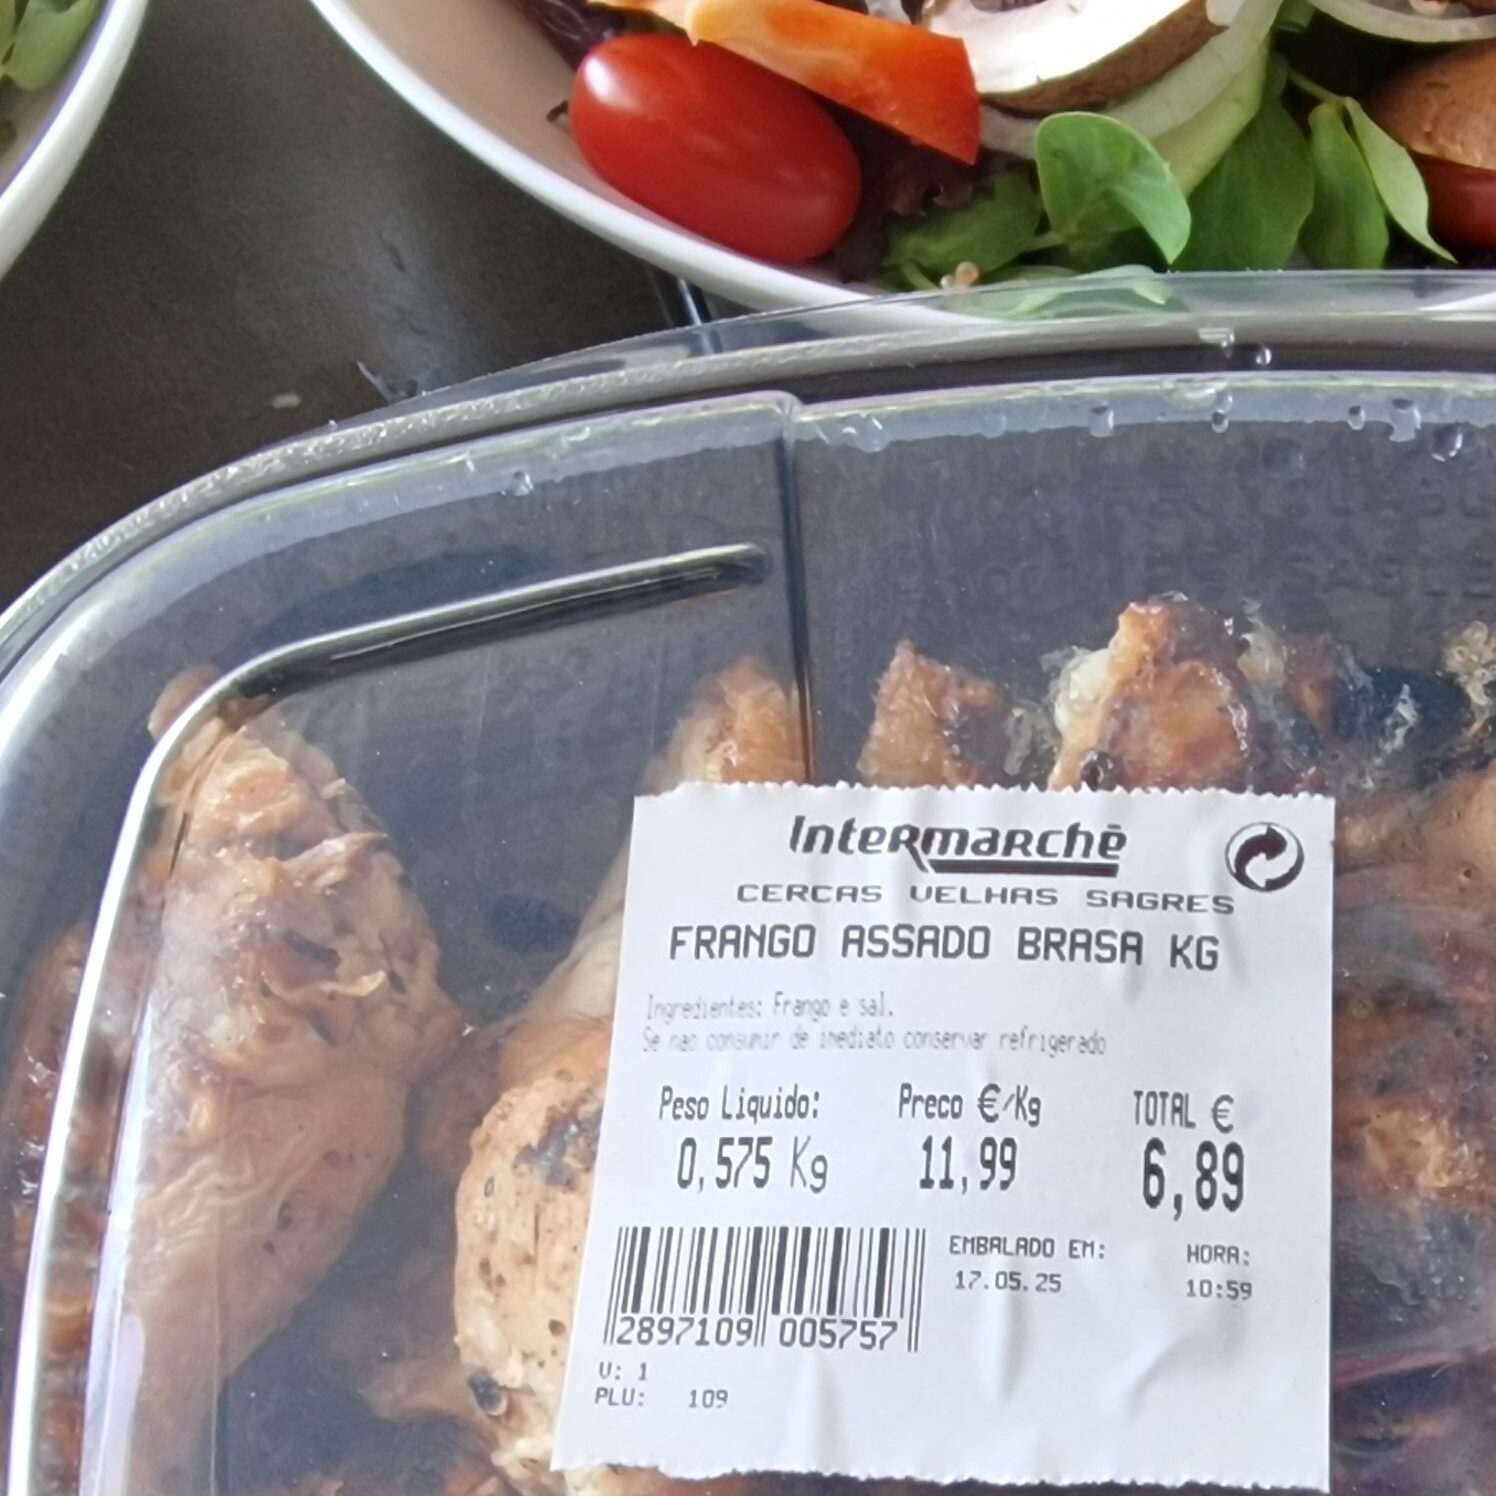 Intermarchē
CERCAS VELHAS SAGRES
FRANGO ASSADO BRASA KG
Ingredientes: Frango e sal.
Se nao consumir de imediato conservar refrigerado
Peso Liquido: Preco €/Kg TOTAL €
0,575 Kg 11,99 6,89
EMBALADO EM: HORA:
17.05.25 10:59
2897109 005757
V: 1
PLU: 109